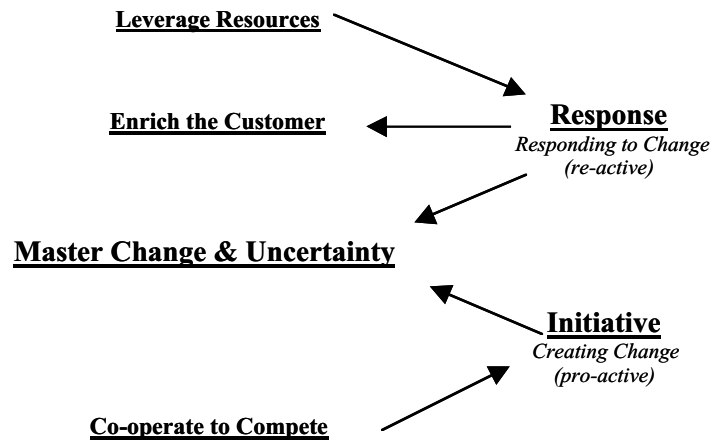 Leverage Resources
Enrich the Customer
Response
Responding to Change
(re-active)
Master Change & Uncertainty
Initiative
Creating Change
(pro-active)
Co-operate to Compete